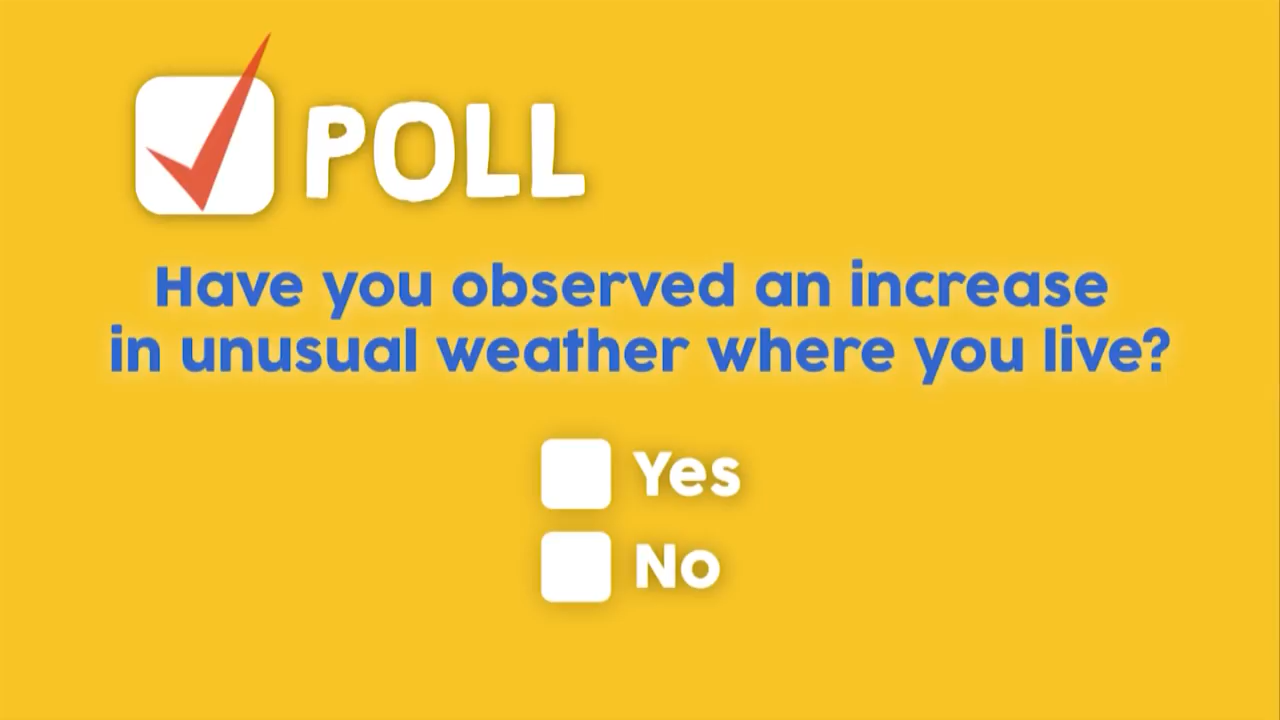 POLL
Have you observed an increase
in unusual weather where you live?
Yes
No